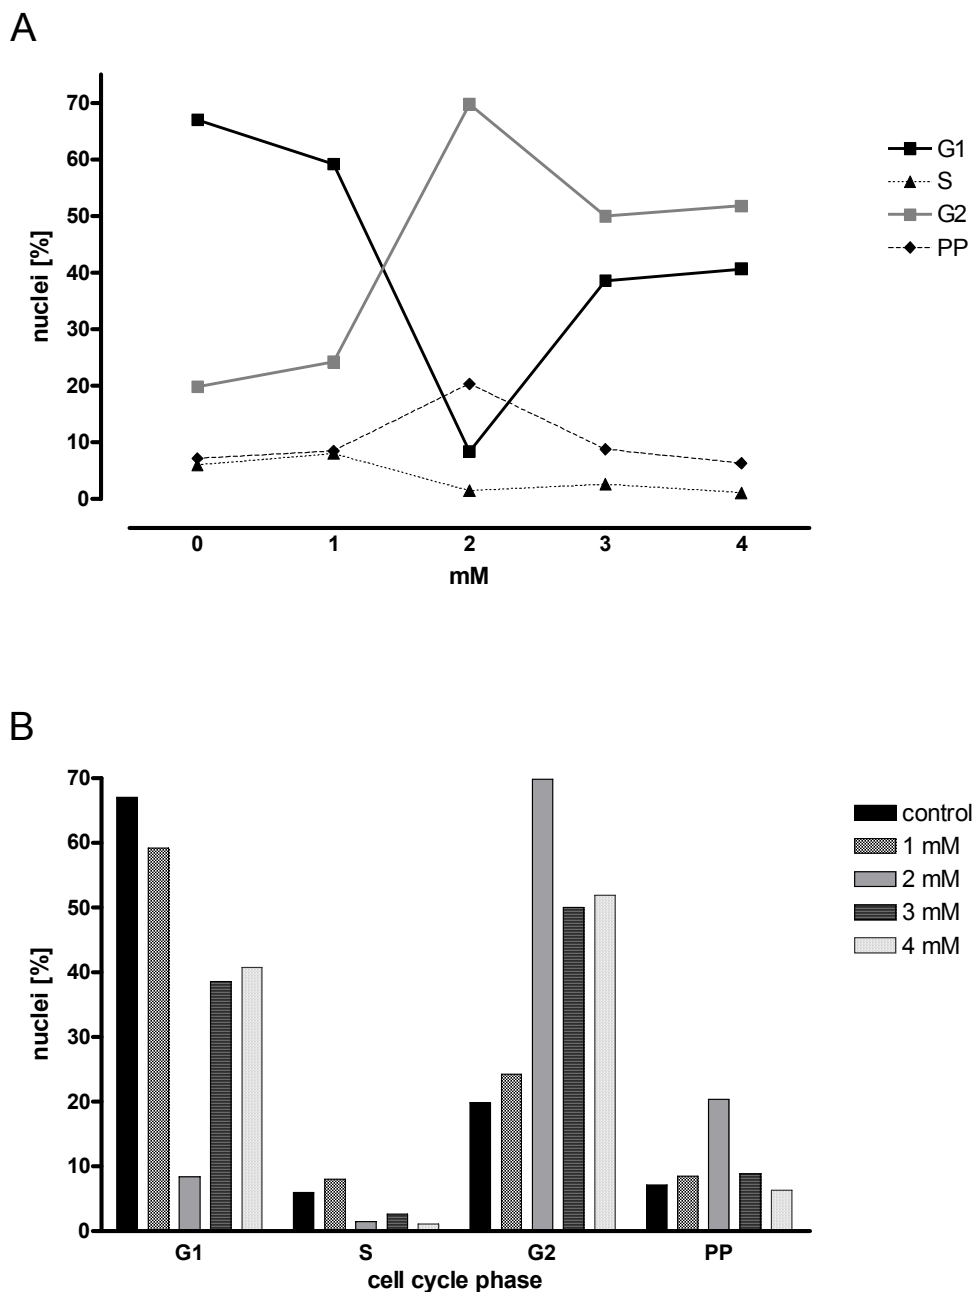 A
70
60
50
40
30
20
10
0
nuclei [%]
0 1 2 3 4
mM
G1
S
G2
PP
B
70
60
50
40
30
20
10
0
nuclei [%]
G1 S G2 PP
cell cycle phase
control
1 mM
2 mM
3 mM
4 mM